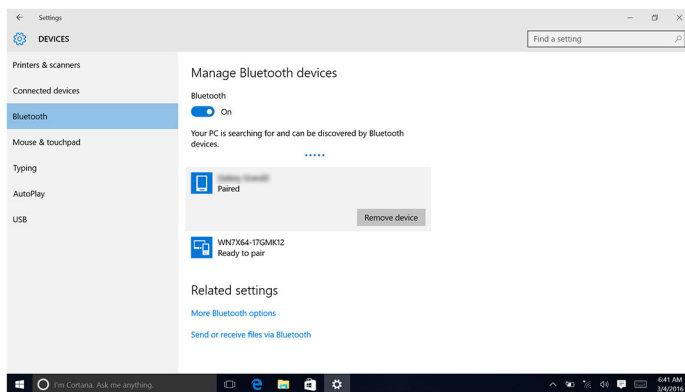 Settings
DEVICES
Find a setting
Printers & scanners
Connected devices
Bluetooth
Mouse & touchpad
Typing
AutoPlay
USB
Manage Bluetooth devices
Bluetooth
On
Your PC is searching for and can be discovered by Bluetooth
devices.
Paired
Remove device
WN7X64-17GMK12
Ready to pair
Related settings
More Bluetooth options
Send or receive files via Bluetooth
I'm Cortana. Ask me anything.
6:41 AM
3/4/2016